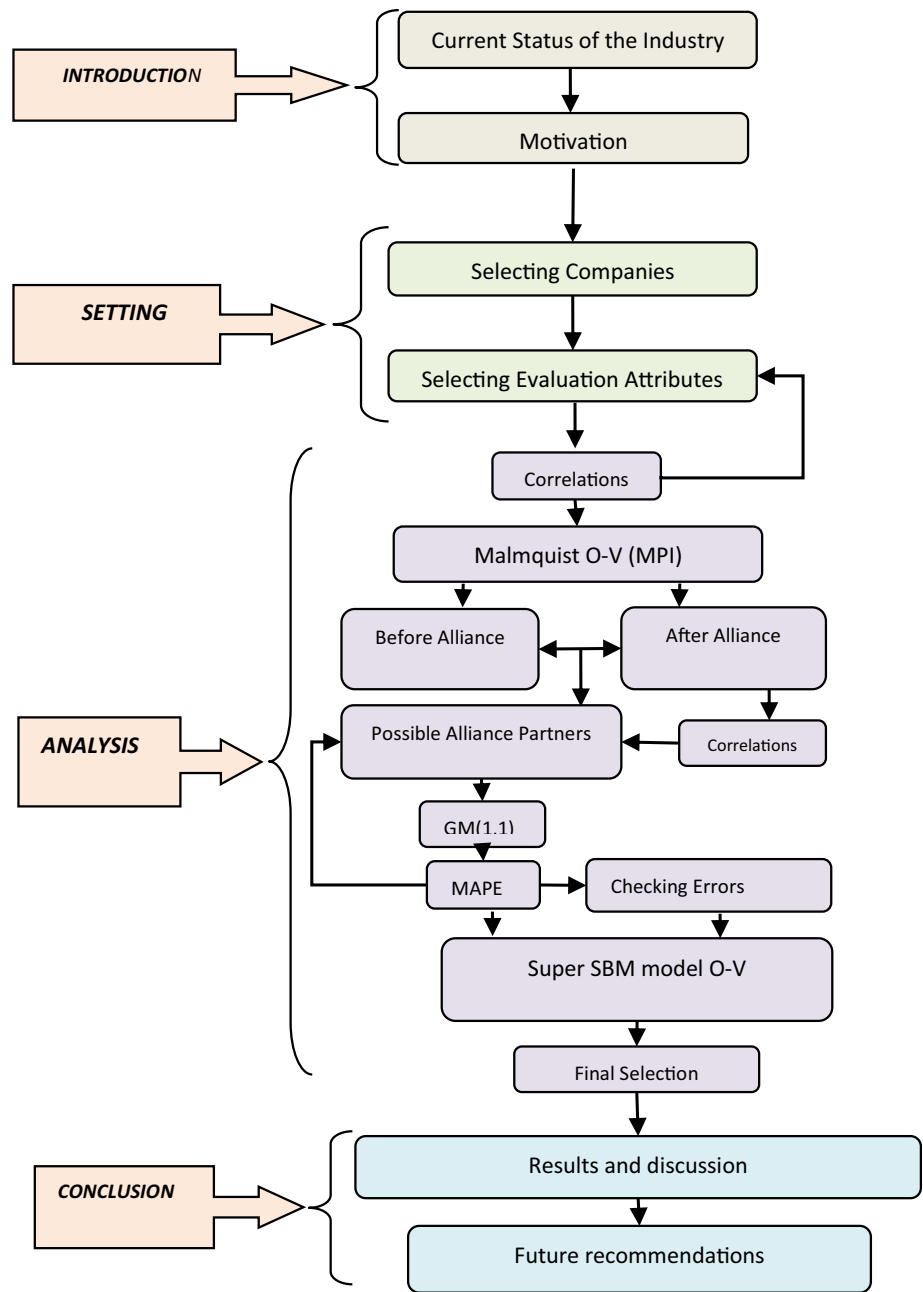 Current Status of the Industry
INTRODUCTION
Motivation
Selecting Companies
SETTING
Selecting Evaluation Attributes
Correlations
Malmquist O-V (MPI)
Before Alliance
After Alliance
Possible Alliance Partners
Correlations
ANALYSIS
GM(1.1)
MAPE
Checking Errors
Super SBM model O-V
Final Selection
Results and discussion
CONCLUSION
Future recommendations